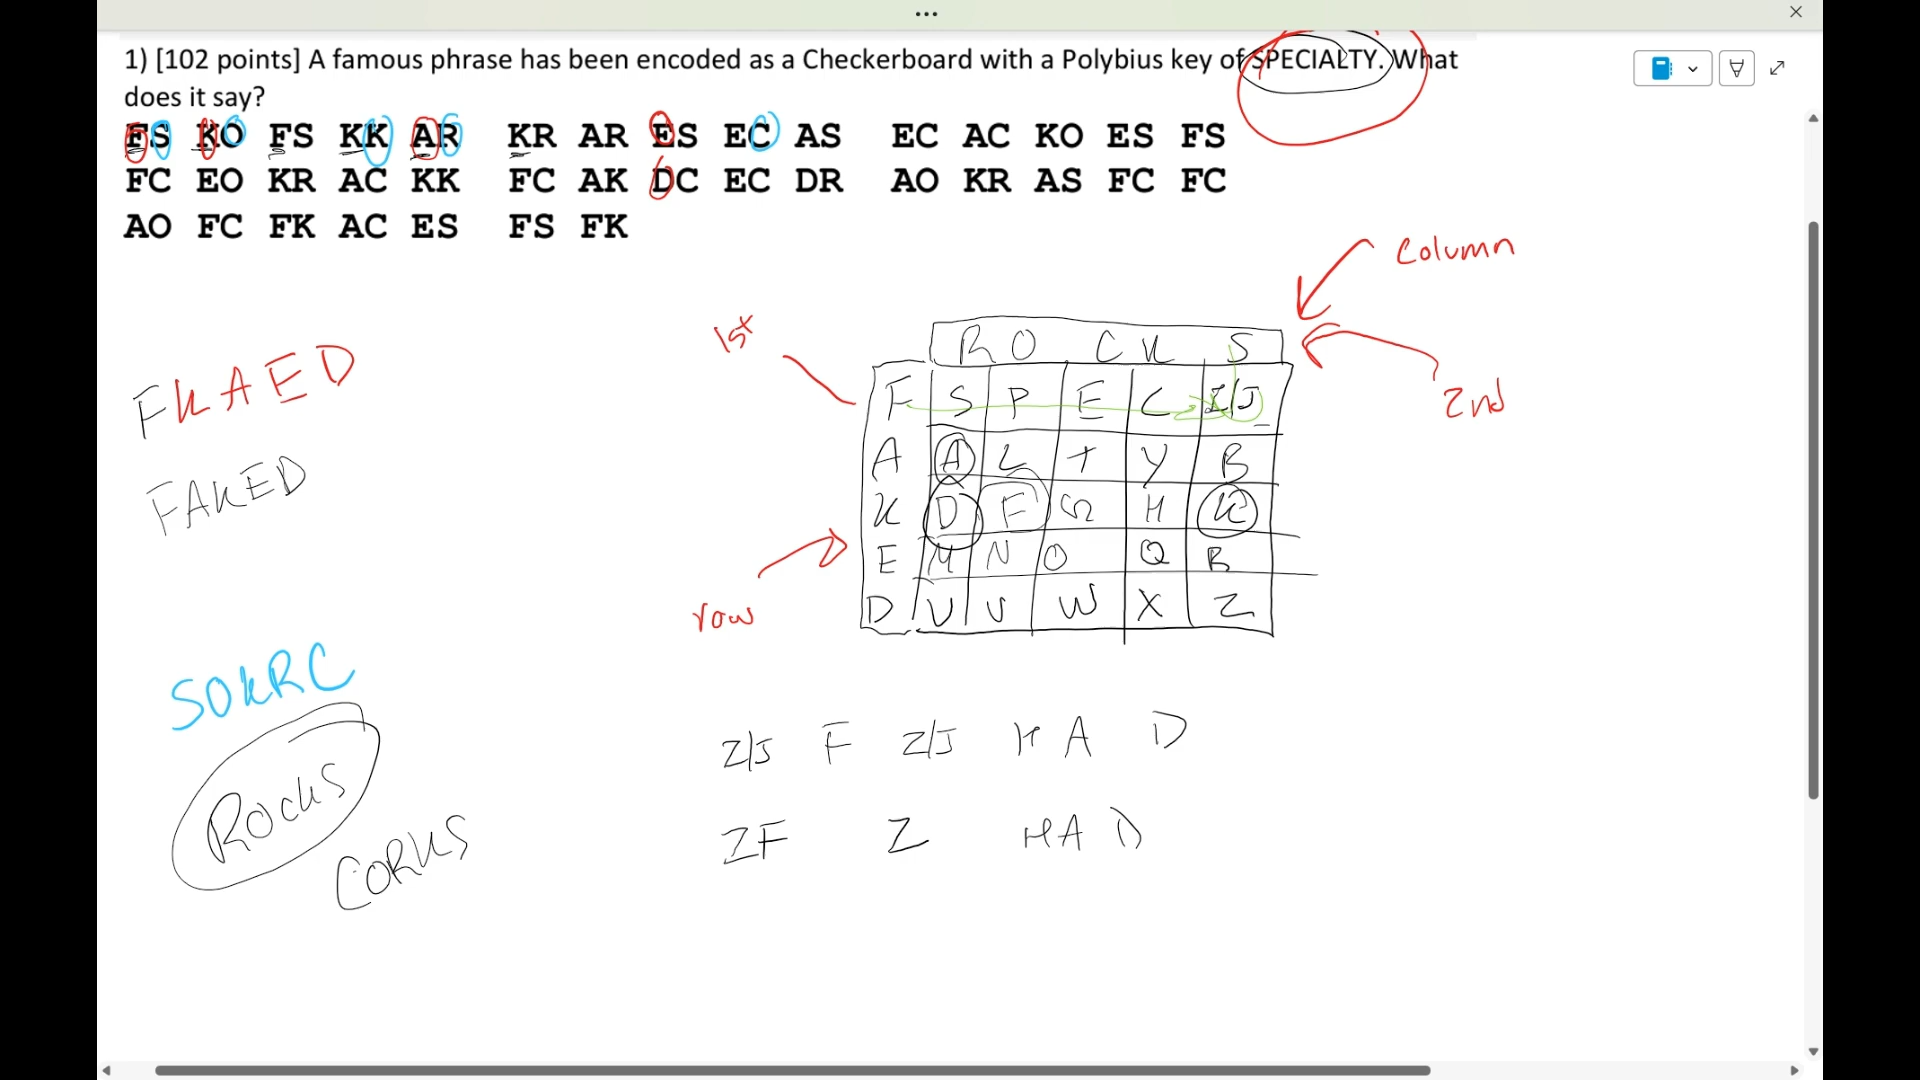 1) [102 points] A famous phrase has been encoded as a Checkerboard with a Polybius key of SPECIALTY. What
does it say?
FS KO FS KK AR KR AR ES EC AS EC AC KO ES FS
FC EO KR AC KK FC AK DC EC DR AO KR AS FC FC
AO FC FK AC ES FS FK
Column
1st
2nd
R O C K S
F S P E C I/J
A A L T Y B
K D F G H K
E M N O Q R
D U V W X Z
row
FKAED
FAKED
SOKRC
ROCKS
CORKS
I/J F I/J H A D
IF I HAD